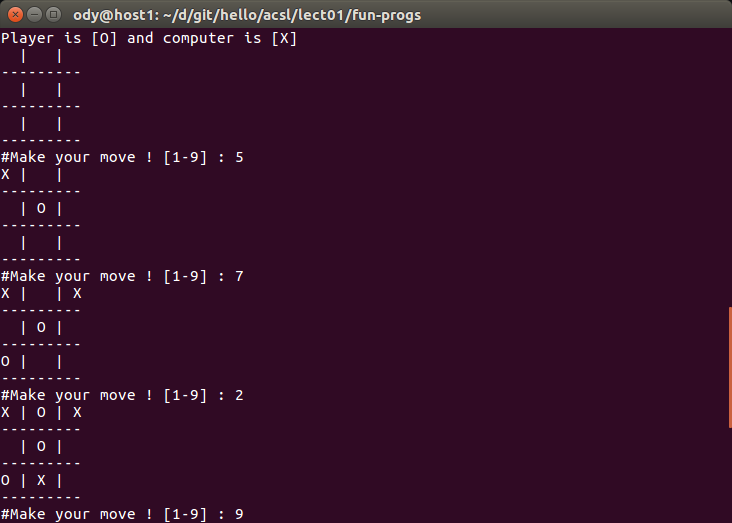 ody@host1: ~/d/git/hello/acsl/lect01/fun-progs
Player is [O] and computer is [X]
  |   |
---------
  |   |
---------
  |   |
---------
#Make your move ! [1-9] : 5
X |   |
---------
  | O |
---------
  |   |
---------
#Make your move ! [1-9] : 7
X |   | X
---------
  | O |
---------
O |   |
---------
#Make your move ! [1-9] : 2
X | O | X
---------
  | O |
---------
O | X |
---------
#Make your move ! [1-9] : 9